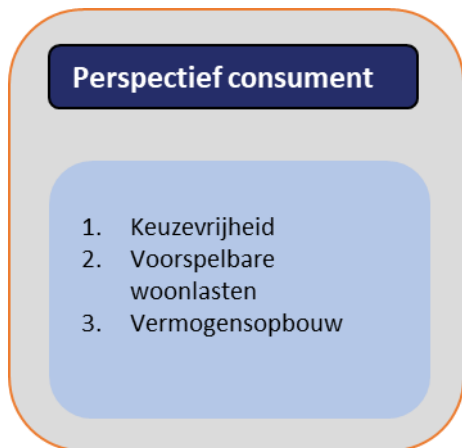 Perspectief consument
1. Keuzevrijheid
2. Voorspelbare
woonlasten
3. Vermogensopbouw